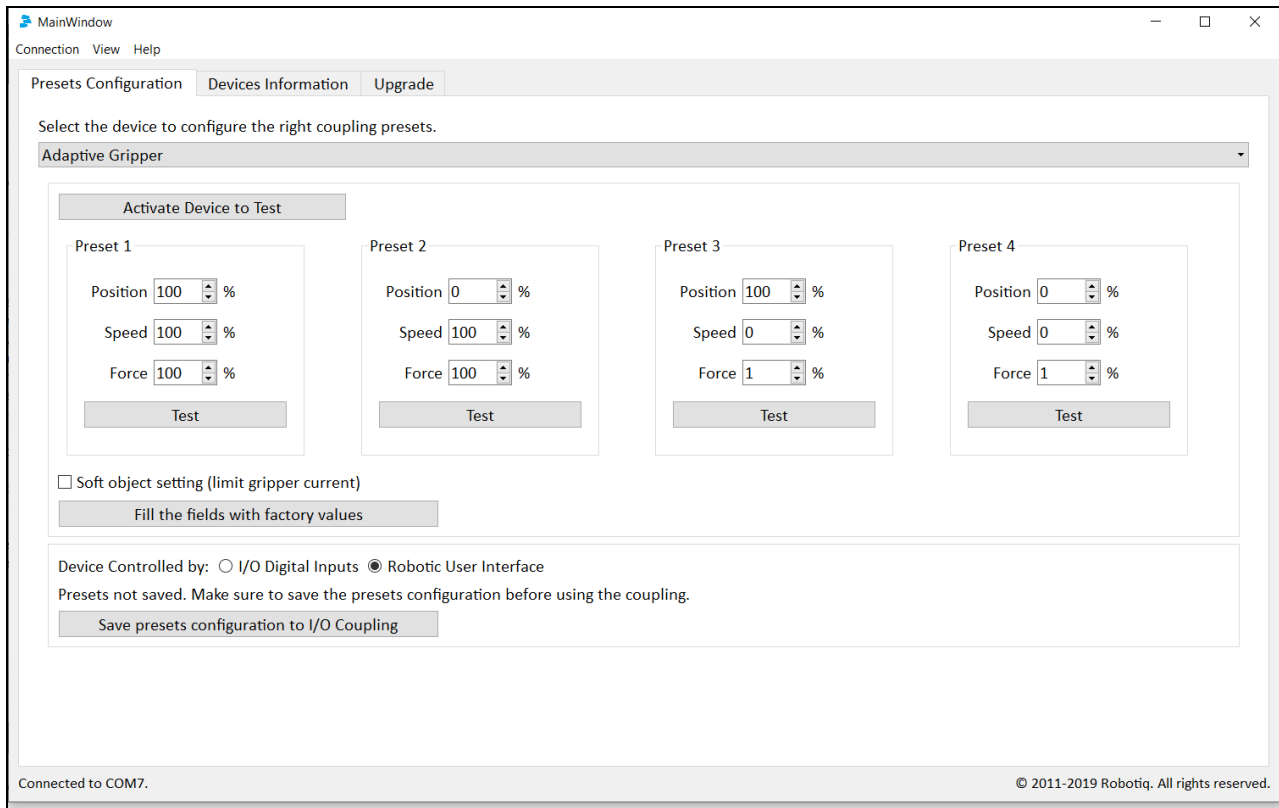 MainWindow
Connection View Help
Presets Configuration Devices Information Upgrade
Select the device to configure the right coupling presets.
Adaptive Gripper
Activate Device to Test
Preset 1 Preset 2 Preset 3 Preset 4
Position 100 % Position 0 % Position 100 % Position 0 %
Speed 100 % Speed 100 % Speed 0 % Speed 0 %
Force 100 % Force 100 % Force 1 % Force 1 %
Test Test Test Test
Soft object setting (limit gripper current)
Fill the fields with factory values
Device Controlled by: I/O Digital Inputs Robotic User Interface
Presets not saved. Make sure to save the presets configuration before using the coupling.
Save presets configuration to I/O Coupling
Connected to COM7. © 2011-2019 Robotiq. All rights reserved.